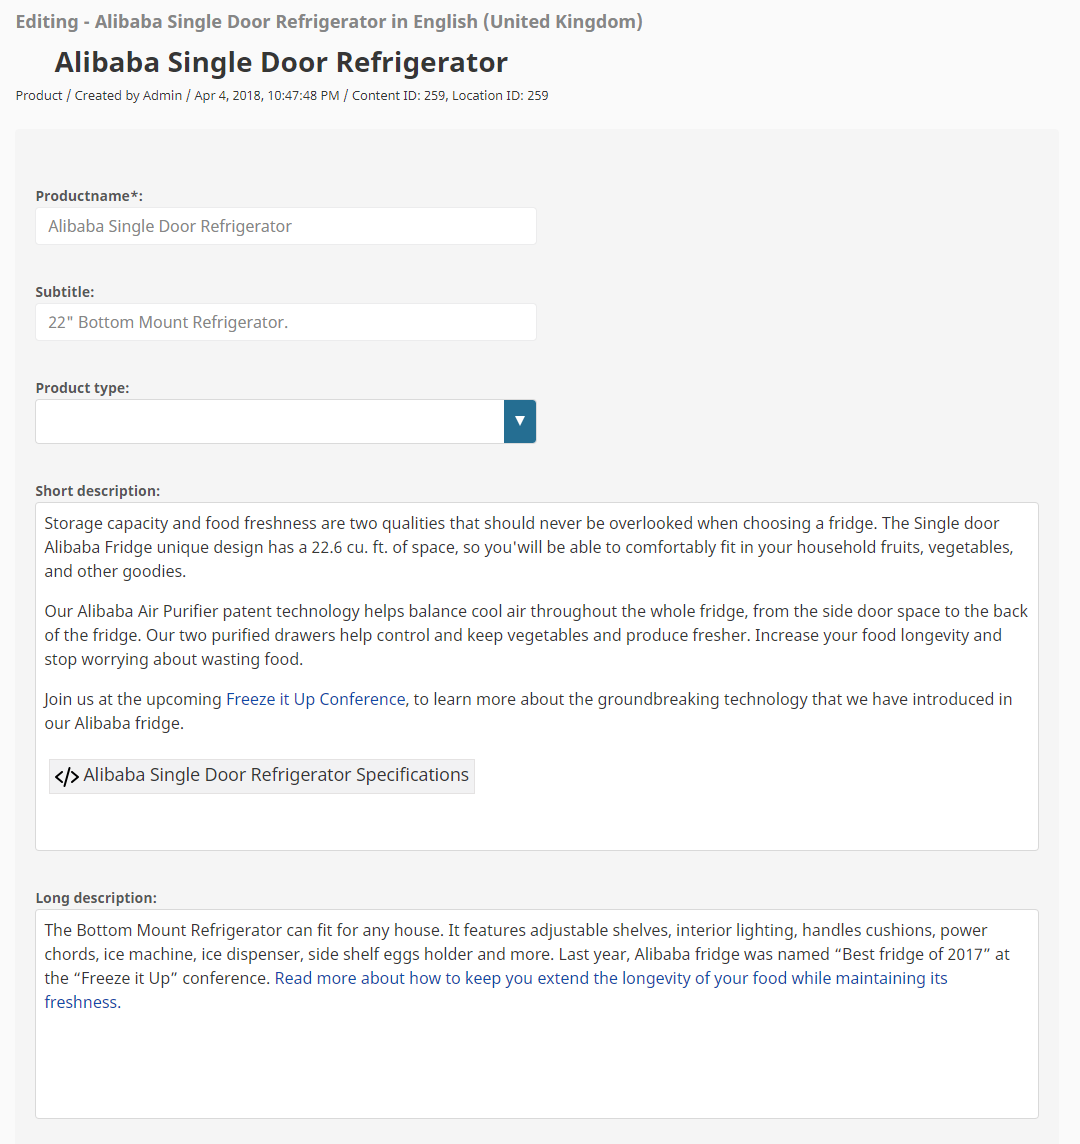 Editing - Alibaba Single Door Refrigerator in English (United Kingdom)
Alibaba Single Door Refrigerator
Product / Created by Admin / Apr 4, 2018, 10:47:48 PM / Content ID: 259, Location ID: 259
Productname*:
Alibaba Single Door Refrigerator
Subtitle:
22" Bottom Mount Refrigerator.
Product type:
Short description:
Storage capacity and food freshness are two qualities that should never be overlooked when choosing a fridge. The Single door
Alibaba Fridge unique design has a 22.6 cu. ft. of space, so you'will be able to comfortably fit in your household fruits, vegetables,
and other goodies.
Our Alibaba Air Purifier patent technology helps balance cool air throughout the whole fridge, from the side door space to the back
of the fridge. Our two purified drawers help control and keep vegetables and produce fresher. Increase your food longevity and
stop worrying about wasting food.
Join us at the upcoming Freeze it Up Conference, to learn more about the groundbreaking technology that we have introduced in
our Alibaba fridge.
</> Alibaba Single Door Refrigerator Specifications
Long description:
The Bottom Mount Refrigerator can fit for any house. It features adjustable shelves, interior lighting, handles cushions, power
chords, ice machine, ice dispenser, side shelf eggs holder and more. Last year, Alibaba fridge was named “Best fridge of 2017” at
the “Freeze it Up” conference. Read more about how to keep you extend the longevity of your food while maintaining its
freshness.